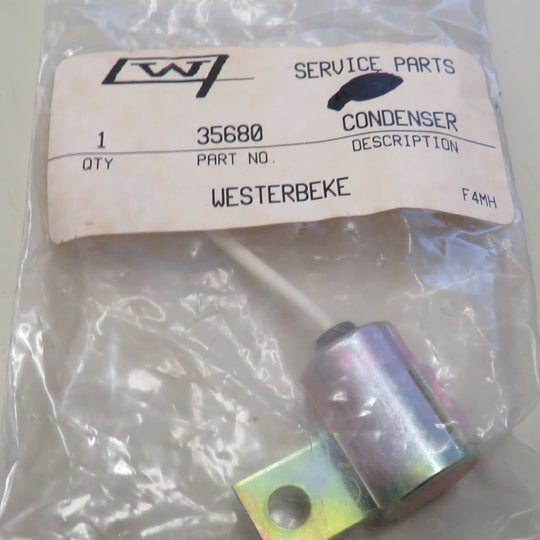 W
SERVICE PARTS
1 35680 CONDENSER
QTY PART NO. DESCRIPTION
WESTERBEKE
F4MH